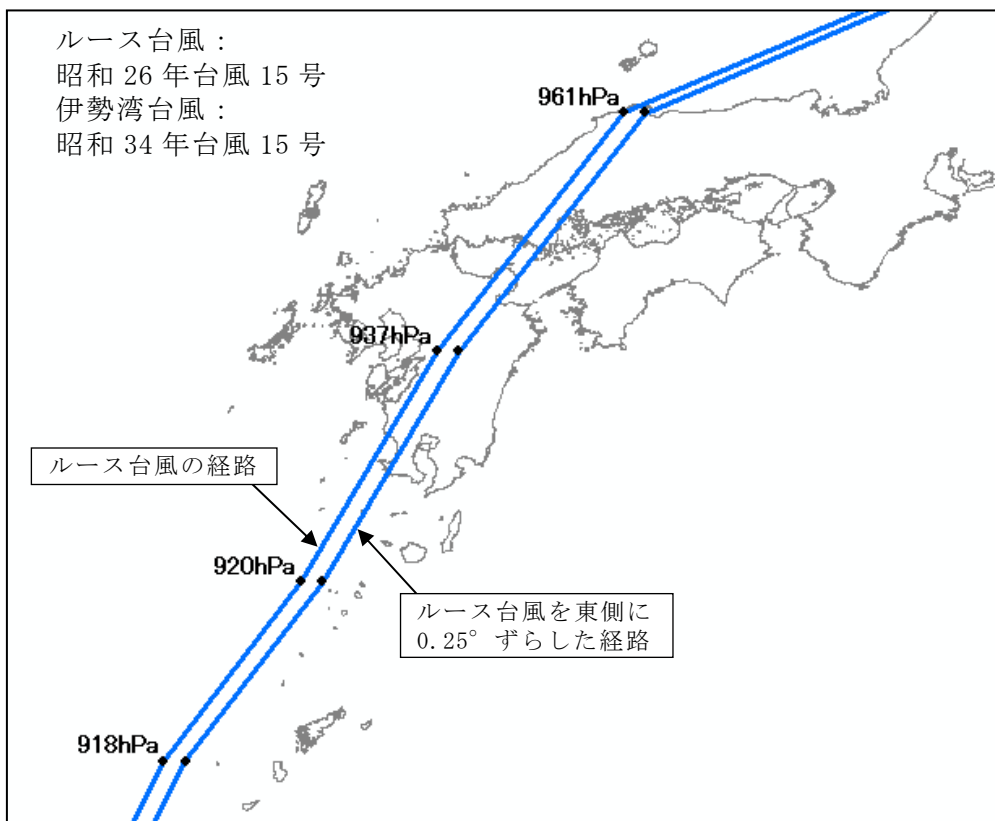 ルース台風：
昭和 26 年台風 15 号
伊勢湾台風：
昭和 34 年台風 15 号
961hPa
937hPa
ルース台風の経路
920hPa
ルース台風を東側に
0.25°ずらした経路
918hPa